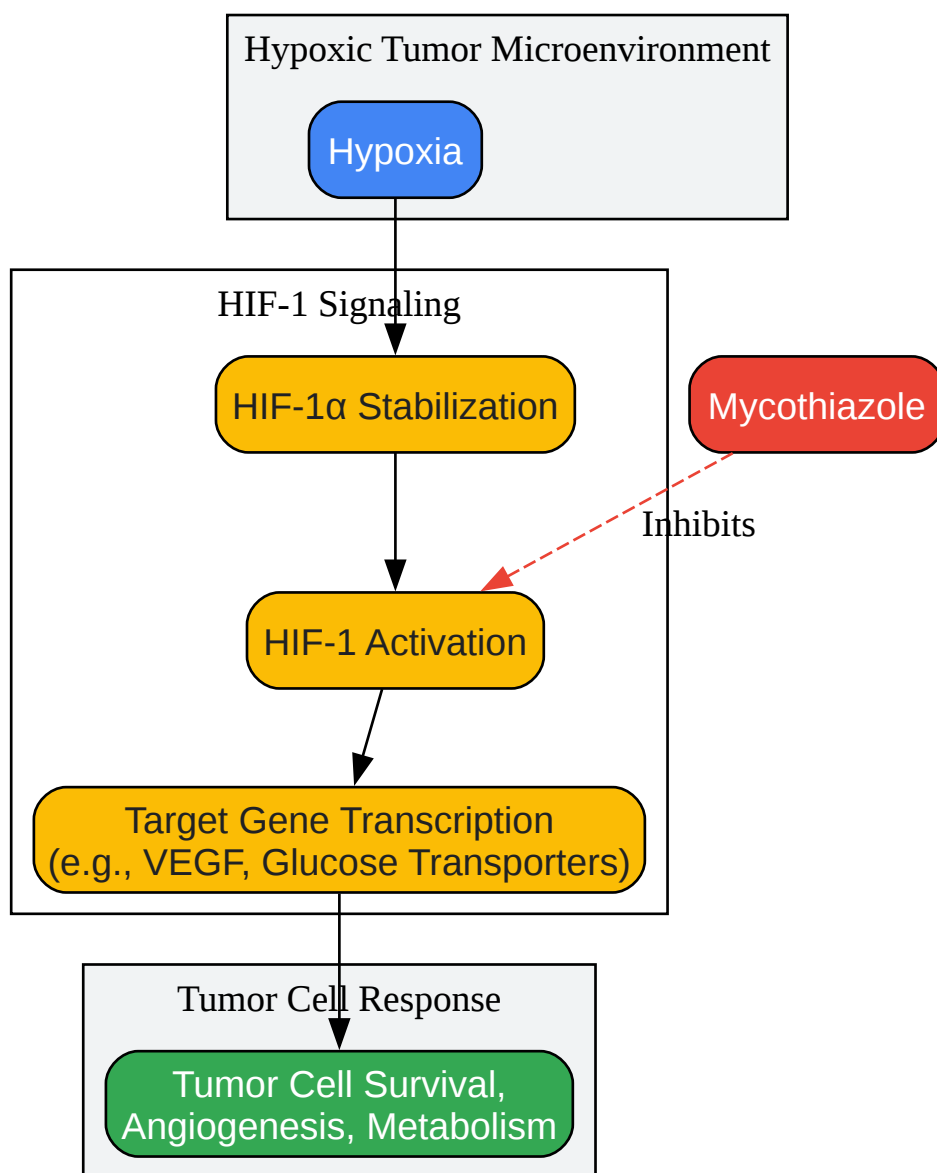 Hypoxic Tumor Microenvironment
Hypoxia
HIF-1 Signaling
HIF-1α Stabilization
Mycothiazole
Inhibits
HIF-1 Activation
Target Gene Transcription
(e.g., VEGF, Glucose Transporters)
Tumor Cell Response
Tumor Cell Survival,
Angiogenesis, Metabolism